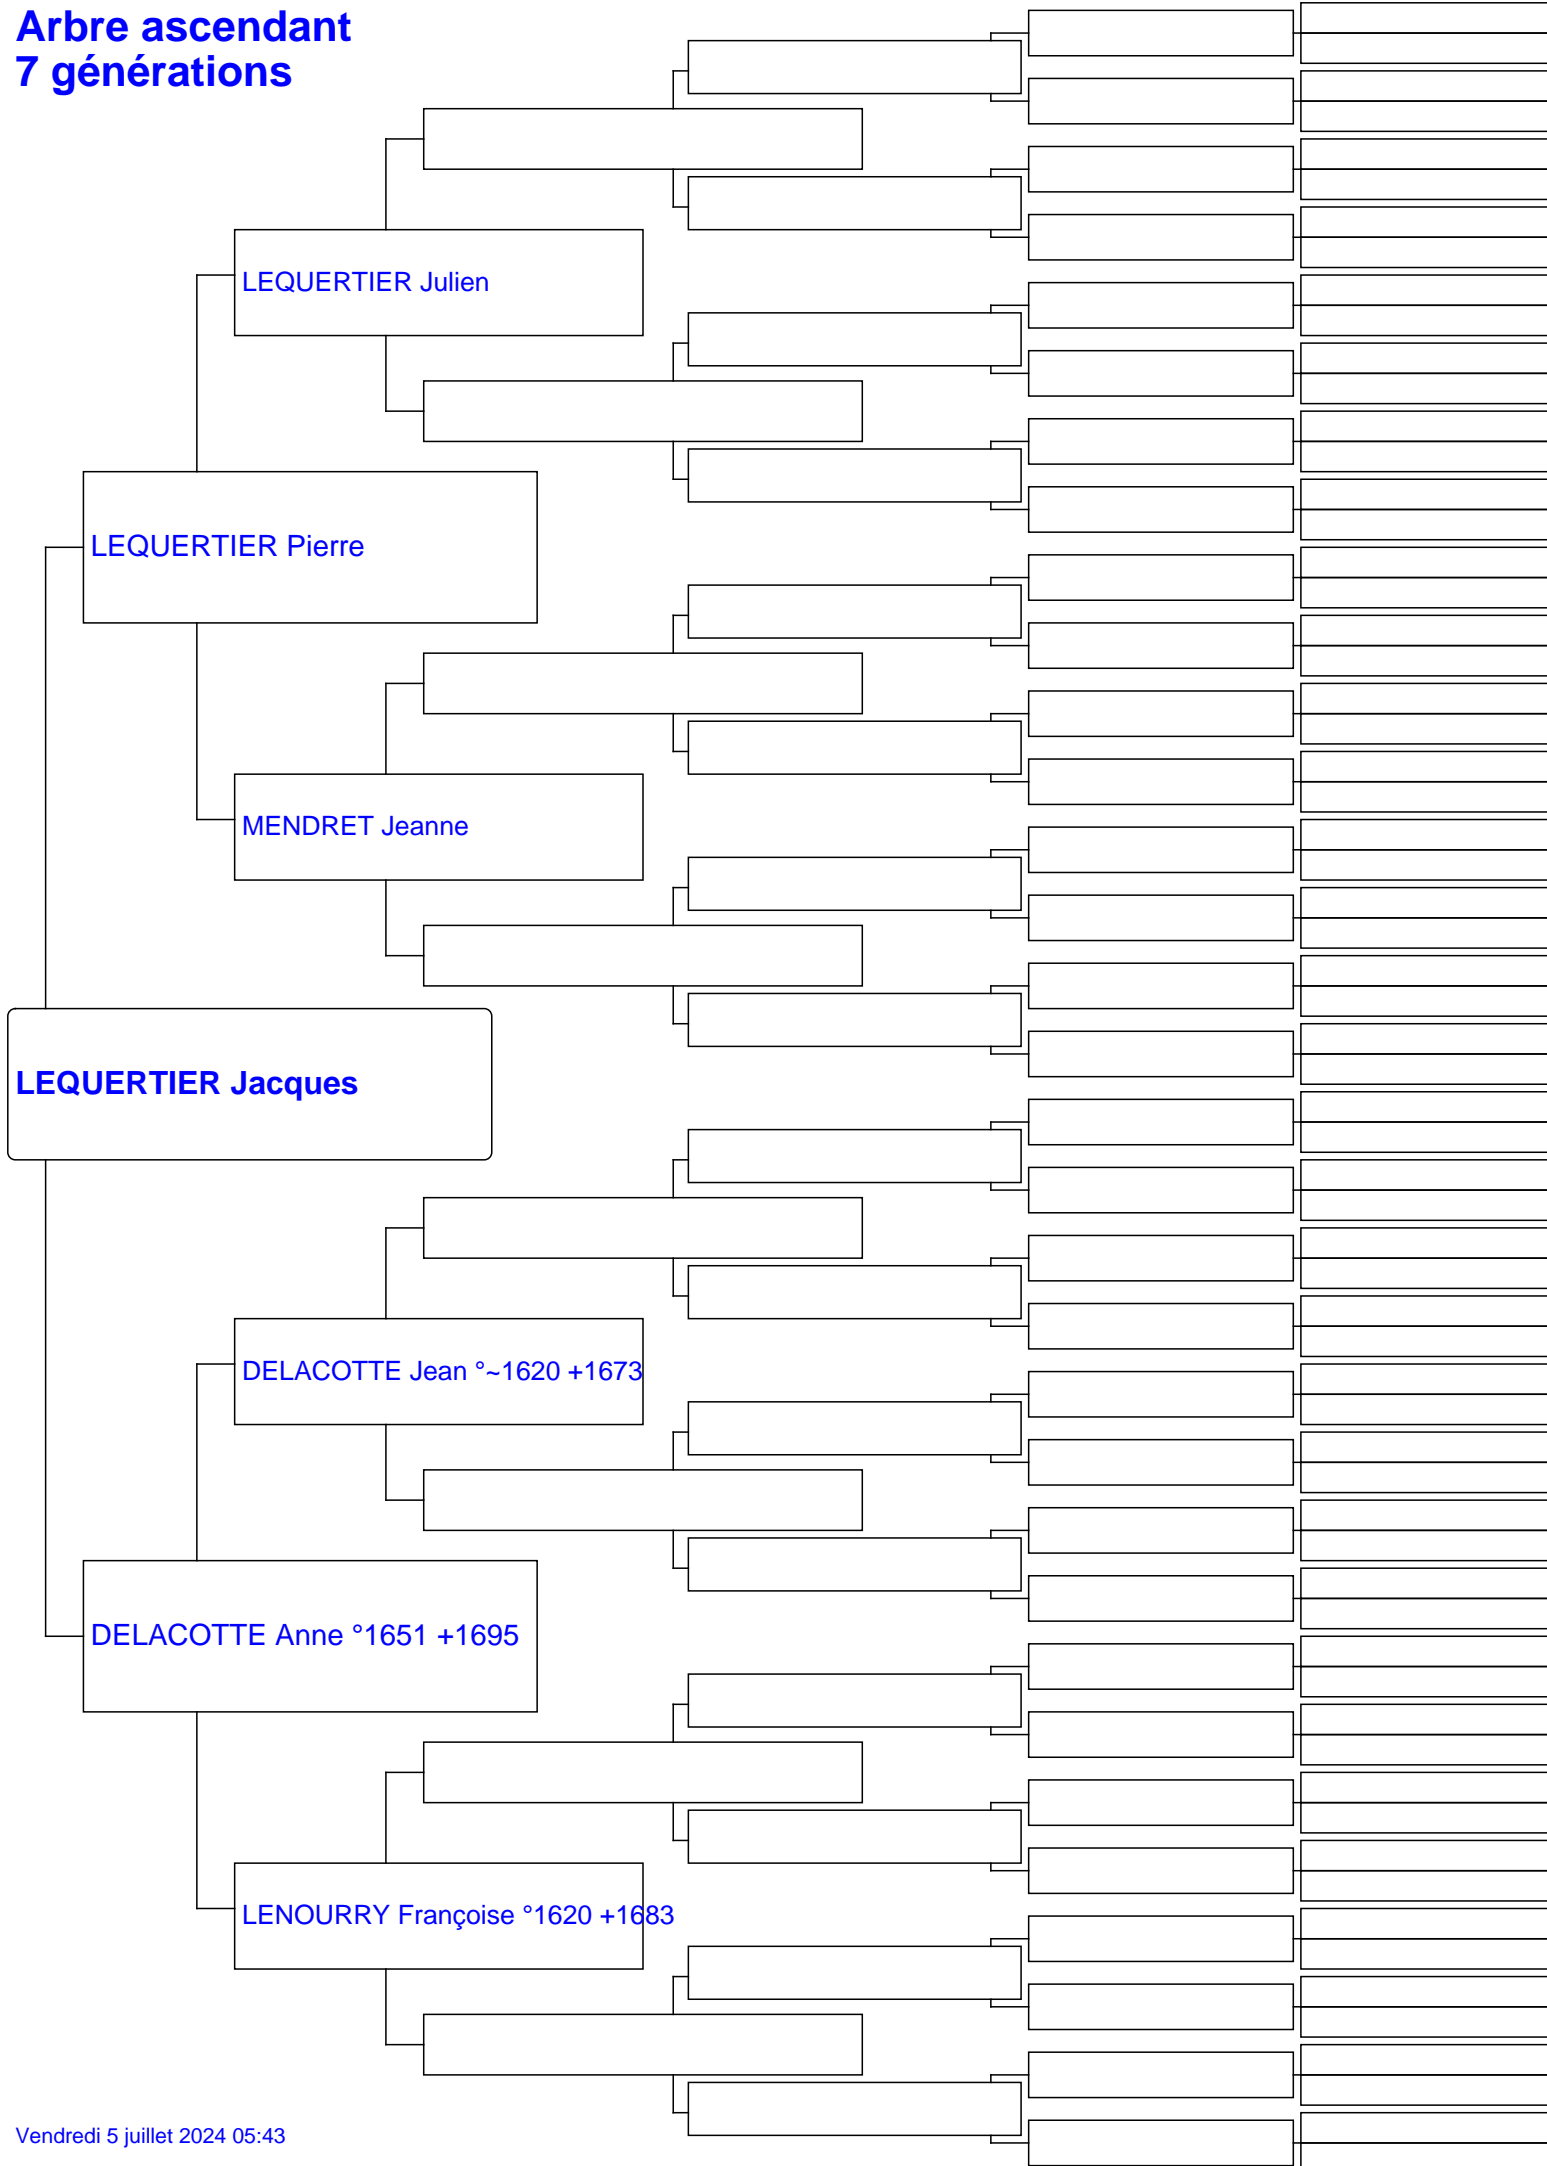 Arbre ascendant
7 générations
LEQUERTIER Julien
LEQUERTIER Pierre
MENDRET Jeanne
LEQUERTIER Jacques
DELACOTTE Jean °~1620 +1673
DELACOTTE Anne °1651 +1695
LENOURRY Françoise °1620 +1683
Vendredi 5 juillet 2024 05:43